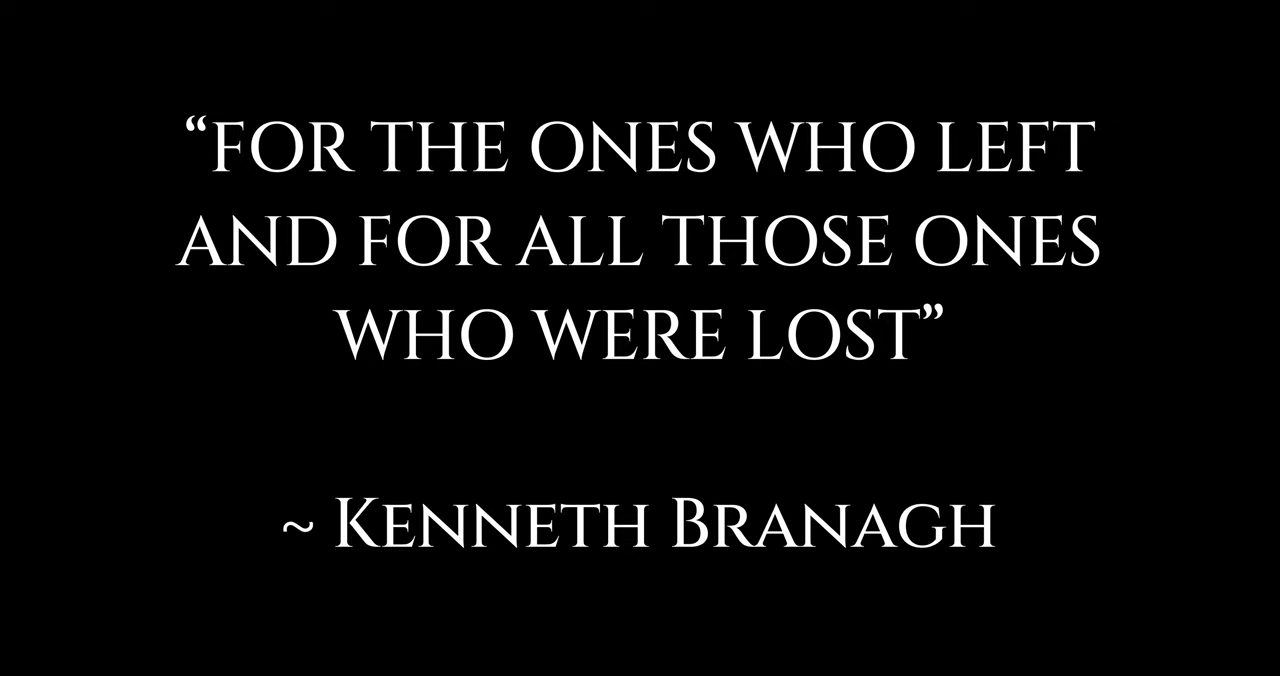 “FOR THE ONES WHO LEFT
AND FOR ALL THOSE ONES
WHO WERE LOST”
~ KENNETH BRANAGH